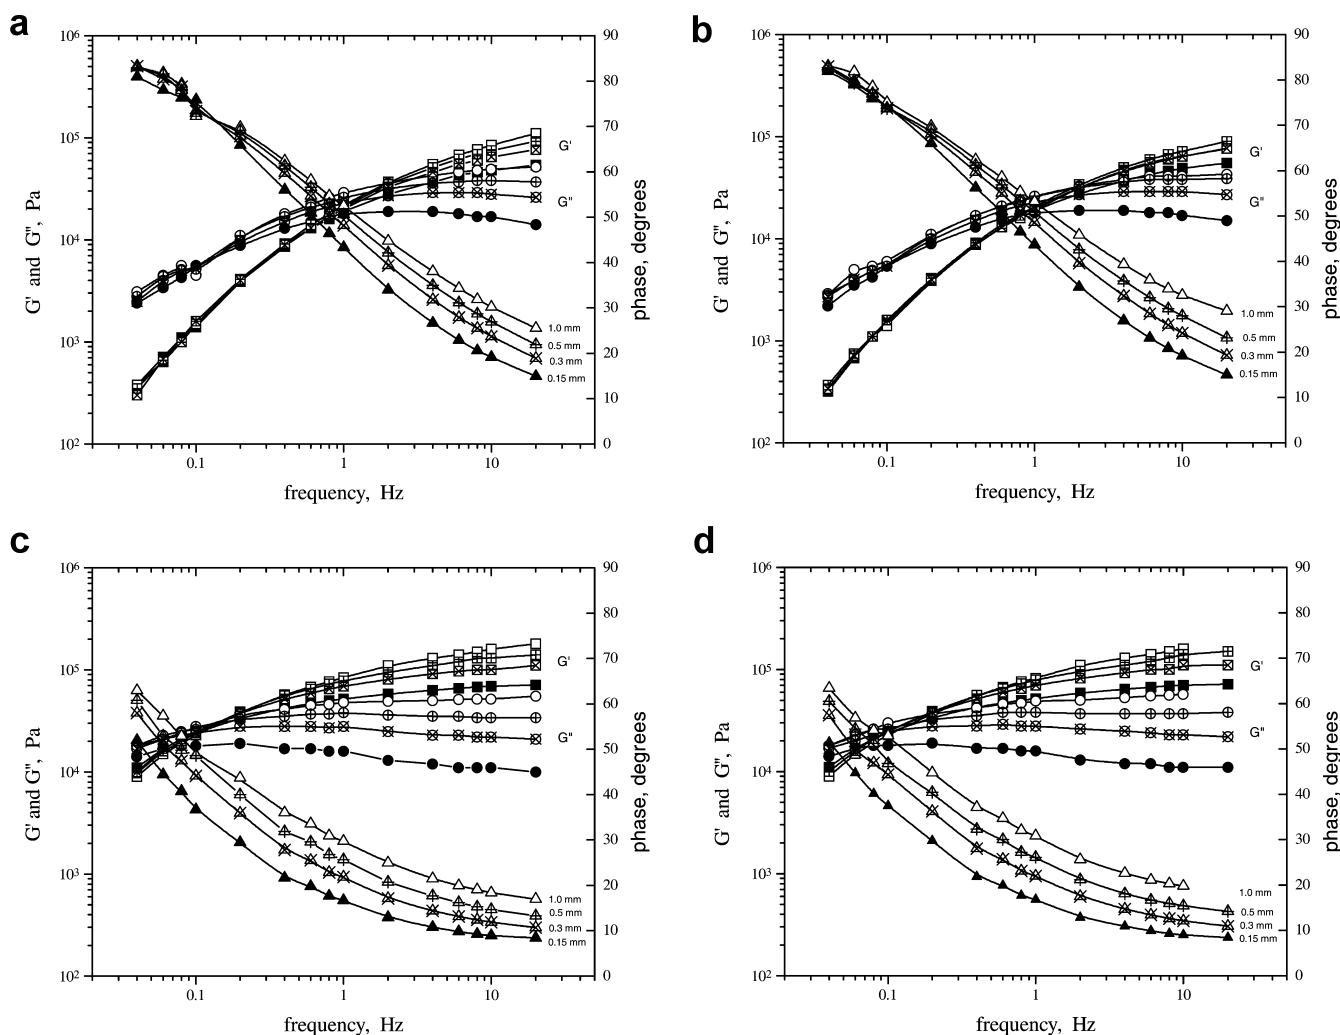 a
G' and G", Pa
10⁶
10⁵
10⁴
10³
10²
90
80
70
60
50
40
30
20
10
0
phase, degrees
G'
G"
1.0 mm
0.5 mm
0.3 mm
0.15 mm
0.1
1
10
frequency, Hz
b
G' and G", Pa
10⁶
10⁵
10⁴
10³
10²
90
80
70
60
50
40
30
20
10
0
phase, degrees
G'
G"
1.0 mm
0.5 mm
0.3 mm
0.15 mm
0.1
1
10
frequency, Hz
c
G' and G", Pa
10⁶
10⁵
10⁴
10³
10²
90
80
70
60
50
40
30
20
10
0
phase, degrees
G'
G"
1.0 mm
0.5 mm
0.3 mm
0.15 mm
0.1
1
10
frequency, Hz
d
G' and G", Pa
10⁶
10⁵
10⁴
10³
10²
90
80
70
60
50
40
30
20
10
0
phase, degrees
G'
G"
1.0 mm
0.5 mm
0.3 mm
0.15 mm
0.1
1
10
frequency, Hz